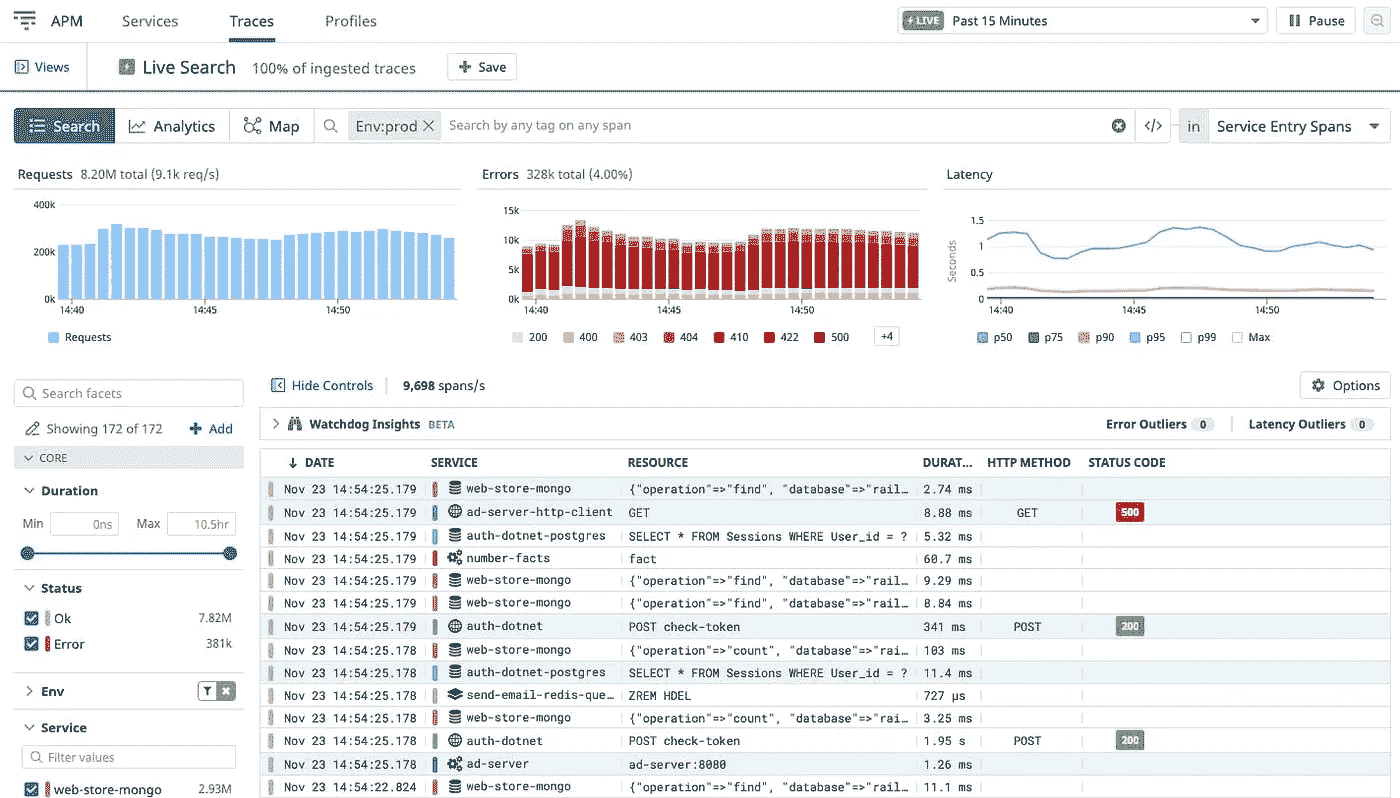 APM Services Traces Profiles LIVE Past 15 Minutes Pause
Views Live Search 100% of ingested traces Save
Search Analytics Map Env:prod Search by any tag on any span </> in Service Entry Spans
Requests 8.20M total (9.1k req/s)
400k
200k
0k
14:40 14:45 14:50
Requests
Errors 328k total (4.00%)
15k
10k
5k
0k
14:40 14:45 14:50
200 400 403 404 410 422 500 +4
Latency
Seconds
1.5
1
0.5
0
14:40 14:45 14:50
p50 p75 p90 p95 p99 Max
Search facets
Showing 172 of 172 Add
CORE
Duration
Min 0ns Max 10.5hr
Status
Ok 7.82M
Error 381k
Env
Service
Filter values
web-store-mongo 2.93M
Hide Controls 9,698 spans/s Options
Watchdog Insights BETA Error Outliers 0 Latency Outliers 0
DATE SERVICE RESOURCE DURAT... HTTP METHOD STATUS CODE
Nov 23 14:54:25.179 web-store-mongo {"operation"=>"find", "database"=>"rail… 2.74 ms
Nov 23 14:54:25.179 ad-server-http-client GET 8.88 ms GET 500
Nov 23 14:54:25.179 auth-dotnet-postgres SELECT * FROM Sessions WHERE User_id = ? 5.32 ms
Nov 23 14:54:25.179 number-facts fact 60.7 ms
Nov 23 14:54:25.179 web-store-mongo {"operation"=>"find", "database"=>"rail… 9.29 ms
Nov 23 14:54:25.179 web-store-mongo {"operation"=>"find", "database"=>"rail… 8.84 ms
Nov 23 14:54:25.179 auth-dotnet POST check-token 341 ms POST 200
Nov 23 14:54:25.178 web-store-mongo {"operation"=>"count", "database"=>"rai… 103 ms
Nov 23 14:54:25.178 auth-dotnet-postgres SELECT * FROM Sessions WHERE User_id = ? 11.4 ms
Nov 23 14:54:25.178 send-email-redis-que… ZREM HDEL 727 µs
Nov 23 14:54:25.178 web-store-mongo {"operation"=>"count", "database"=>"rai… 3.25 ms
Nov 23 14:54:25.178 auth-dotnet POST check-token 1.95 s POST 200
Nov 23 14:54:25.178 ad-server ad-server:8080 1.26 ms
Nov 23 14:54:22.824 web-store-mongo {"operation"=>"find", "database"=>"rail… 11.1 ms